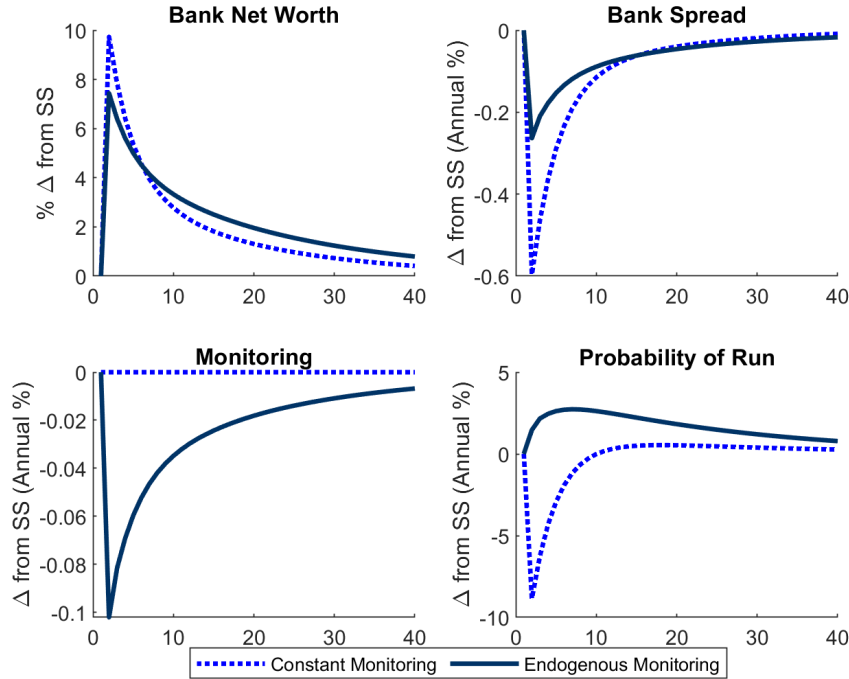 Bank Net Worth
% Δ from SS
10
8
6
4
2
0
0 10 20 30 40
Bank Spread
Δ from SS (Annual %)
0
-0.2
-0.4
-0.6
0 10 20 30 40
Monitoring
Δ from SS (Annual %)
0
-0.02
-0.04
-0.06
-0.08
-0.1
0 10 20 30 40
Probability of Run
Δ from SS (Annual %)
5
0
-5
-10
0 10 20 30 40
Constant Monitoring Endogenous Monitoring